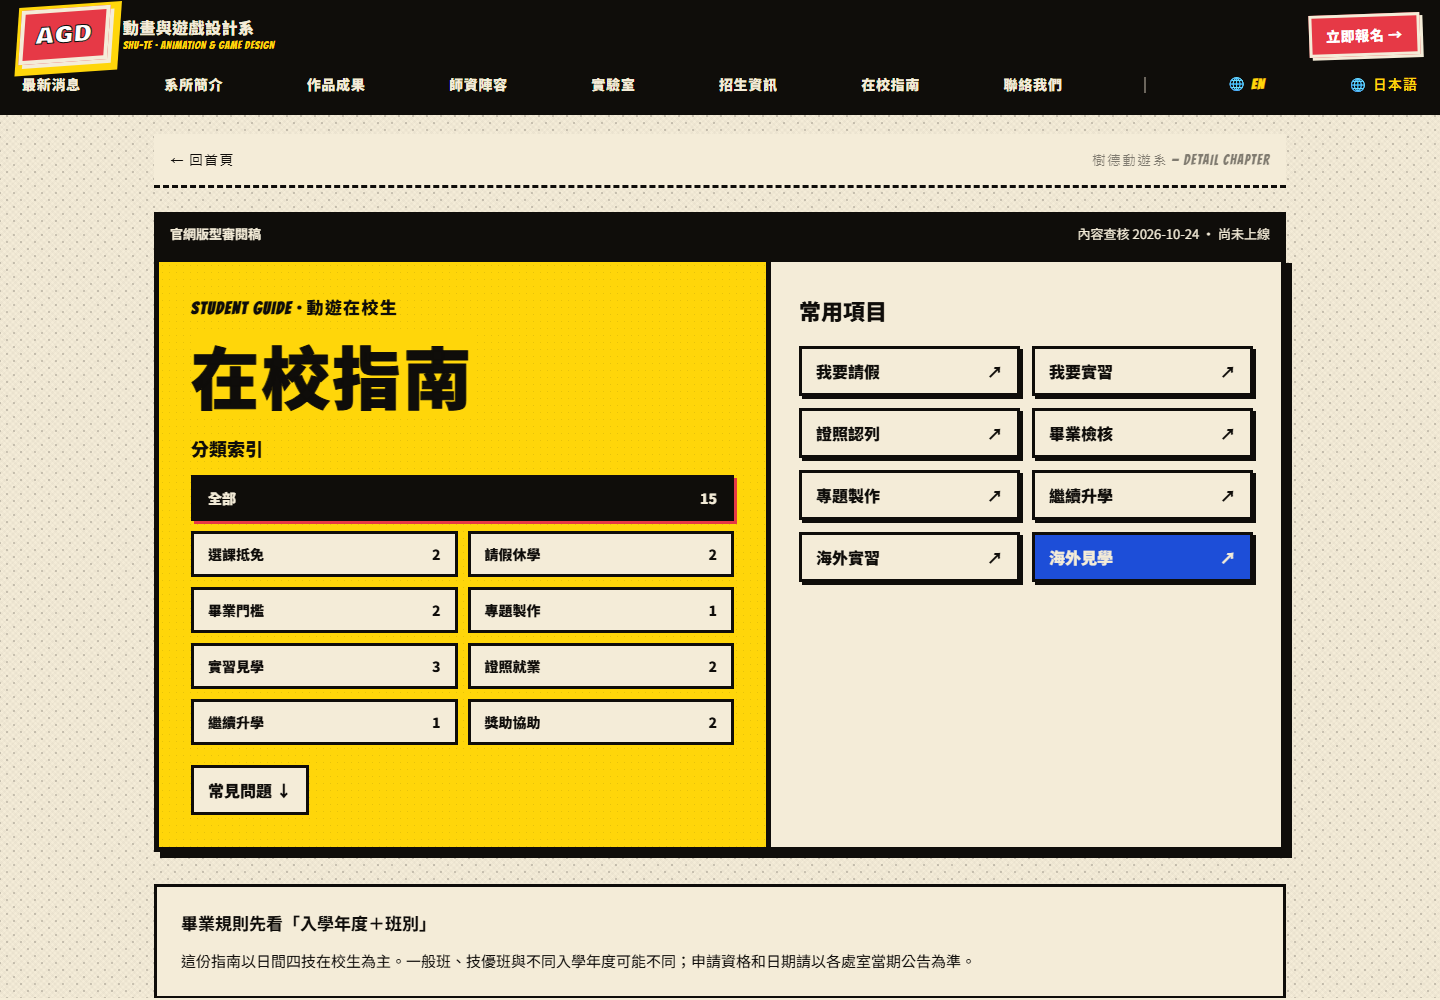 AGD
動畫與遊戲設計系
SHU-TE · ANIMATION & GAME DESIGN
立即報名 →
最新消息
系所簡介
作品成果
師資陣容
實驗室
招生資訊
在校指南
聯絡我們
|
🌐 EN
🌐 日本語
← 回首頁
樹德動遊系 — DETAIL CHAPTER
官網版型審閱稿
內容查核 2026-10-24 · 尚未上線
STUDENT GUIDE · 動遊在校生
在校指南
分類索引
全部 15
選課抵免 2
請假休學 2
畢業門檻 2
專題製作 1
實習見學 3
證照就業 2
繼續升學 1
獎助協助 2
常見問題 ↓
常用項目
我要請假 ↗
我要實習 ↗
證照認列 ↗
畢業檢核 ↗
專題製作 ↗
繼續升學 ↗
海外實習 ↗
海外見學 ↗
畢業規則先看「入學年度＋班別」
這份指南以日間四技在校生為主。一般班、技優班與不同入學年度可能不同；申請資格和日期請以各處室當期公告為準。